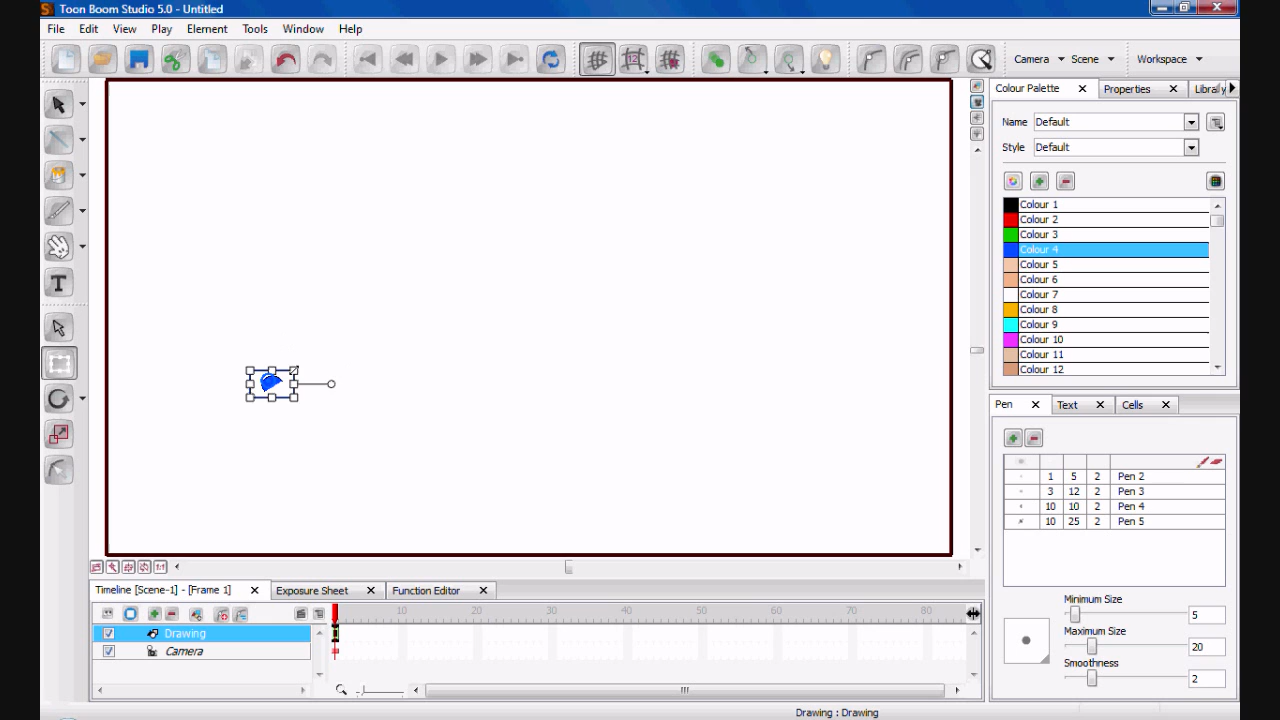 Toon Boom Studio 5.0 - Untitled
File Edit View Play Element Tools Window Help
12 Camera Scene Workspace
Colour Palette Properties Library
Name Default
Style Default
Colour 1
Colour 2
Colour 3
Colour 4
Colour 5
Colour 6
Colour 7
Colour 8
Colour 9
Colour 10
Colour 11
Colour 12
T
Pen Text Cells
1 5 2 Pen 2
3 12 2 Pen 3
10 10 2 Pen 4
10 25 2 Pen 5
1:1
Timeline [Scene-1] - [Frame 1] Exposure Sheet Function Editor
10 20 30 40 50 60 70 80
Drawing
Camera
Minimum Size
5
Maximum Size
20
Smoothness
2
Drawing : Drawing